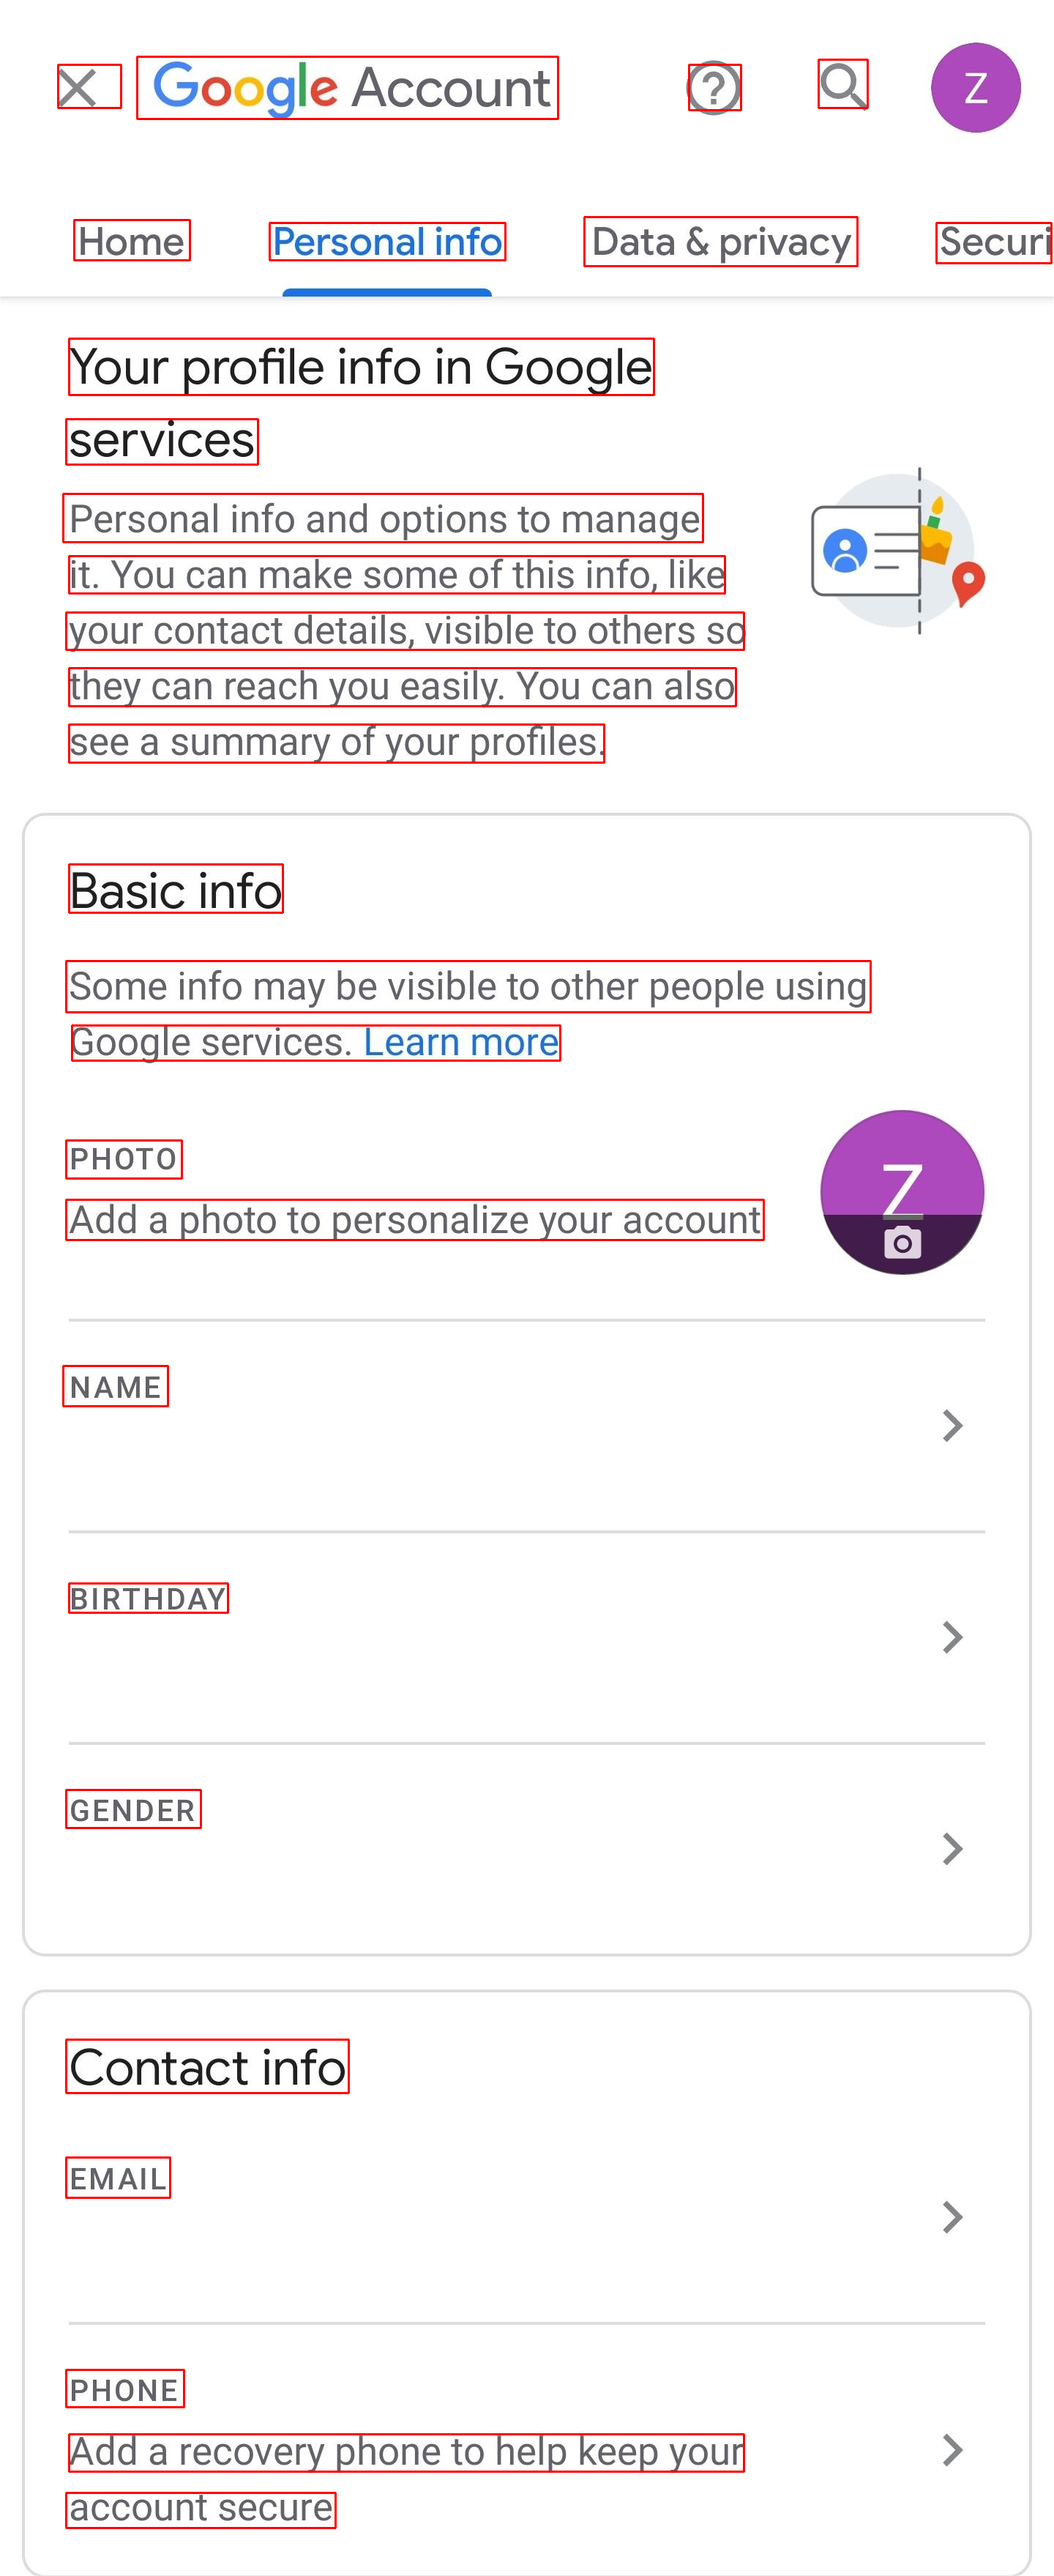 Google Account
Z
Home Personal info Data & privacy Securi
Your profile info in Google
services
Personal info and options to manage
it. You can make some of this info, like
your contact details, visible to others so
they can reach you easily. You can also
see a summary of your profiles.
Basic info
Some info may be visible to other people using
Google services. Learn more
PHOTO
Add a photo to personalize your account
Z
NAME
BIRTHDAY
GENDER
Contact info
EMAIL
PHONE
Add a recovery phone to help keep your
account secure